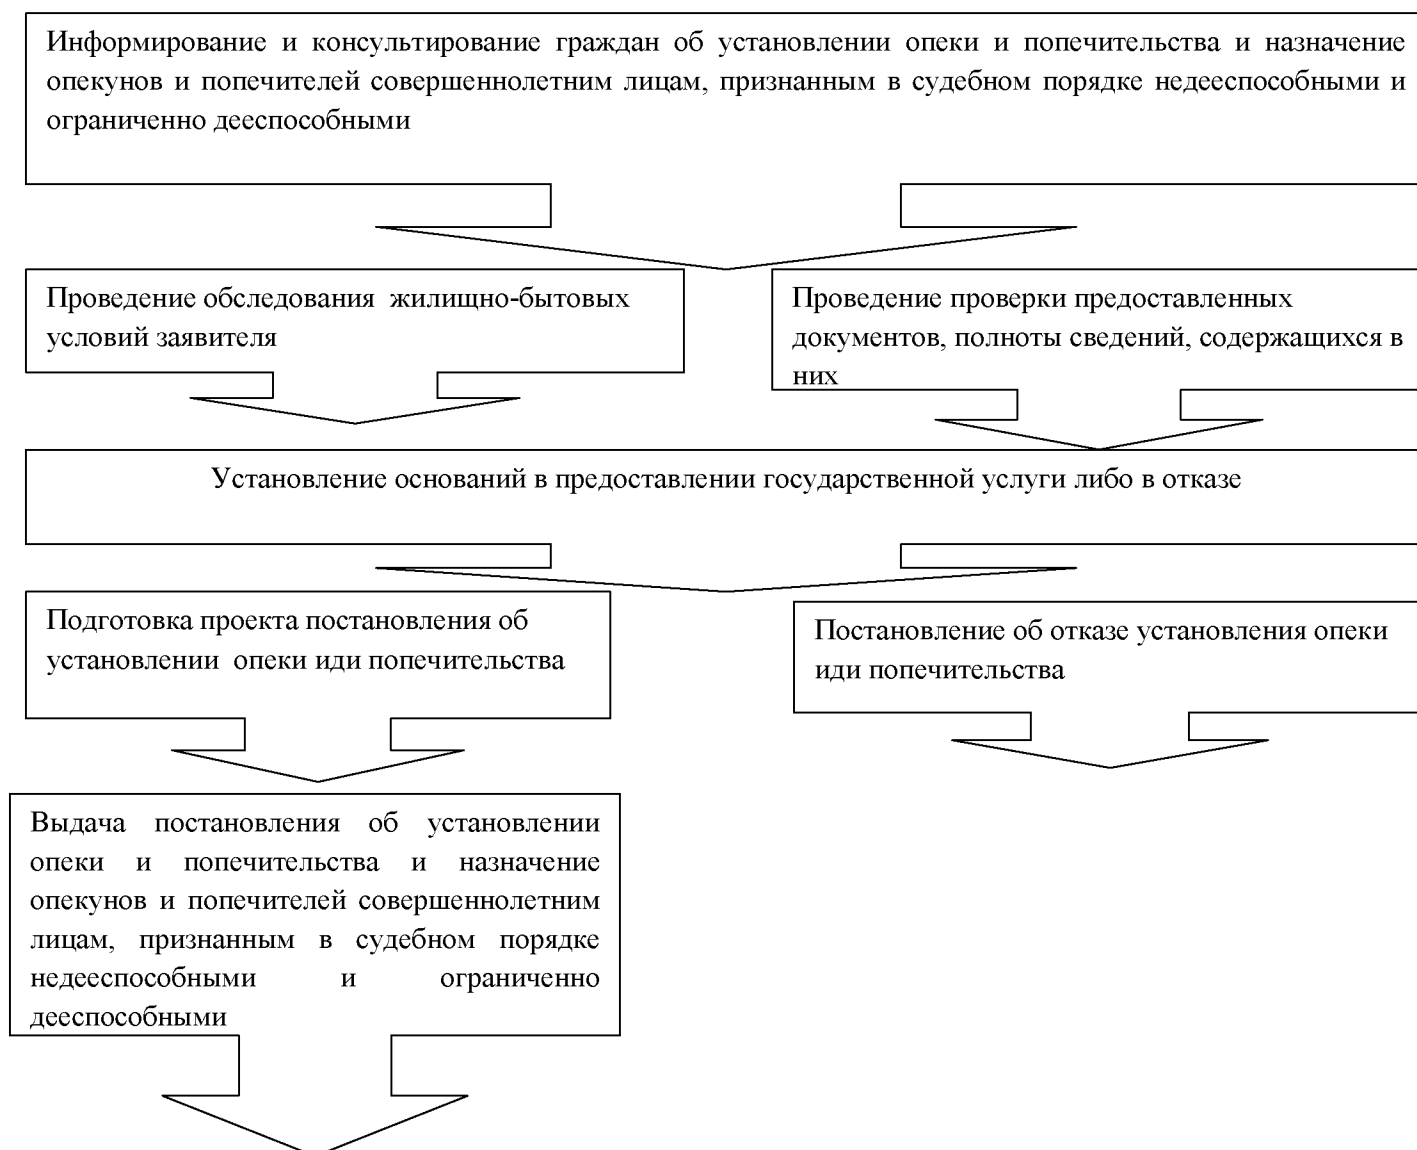 Информирование и консультирование граждан об установлении опеки и попечительства и назначение
опекунов и попечителей совершеннолетним лицам, признанным в судебном порядке недееспособными и
ограниченно дееспособными
Проведение обследования жилищно-бытовых
условий заявителя
Проведение проверки предоставленных
документов, полноты сведений, содержащихся в
них
Установление оснований в предоставлении государственной услуги либо в отказе
Подготовка проекта постановления об
установлении опеки иди попечительства
Постановление об отказе установления опеки
иди попечительства
Выдача постановления об установлении
опеки и попечительства и назначение
опекунов и попечителей совершеннолетним
лицам, признанным в судебном порядке
недееспособными и ограниченно
дееспособными